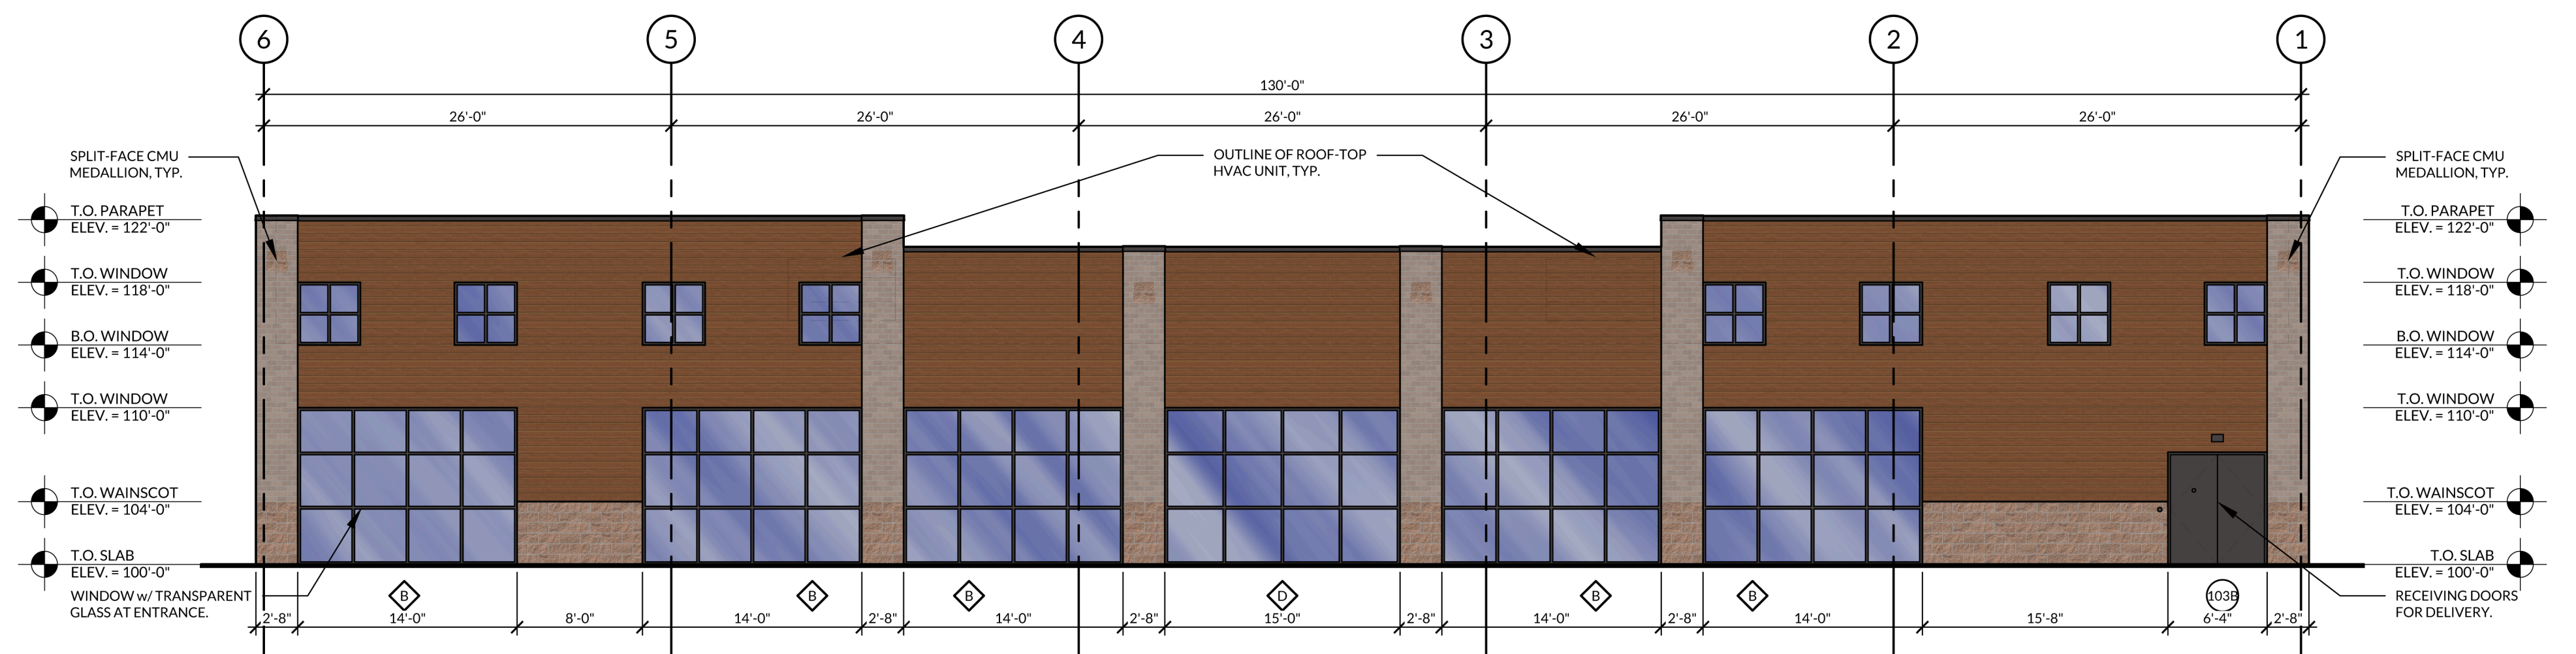 6 5 4 3 2 1
130'-0"
26'-0" 26'-0" 26'-0" 26'-0" 26'-0"
SPLIT-FACE CMU
MEDALLION, TYP.
OUTLINE OF ROOF-TOP
HVAC UNIT, TYP.
SPLIT-FACE CMU
MEDALLION, TYP.
T.O. PARAPET
ELEV. = 122'-0"
T.O. WINDOW
ELEV. = 118'-0"
B.O. WINDOW
ELEV. = 114'-0"
T.O. WINDOW
ELEV. = 110'-0"
T.O. WAINSCOT
ELEV. = 104'-0"
T.O. SLAB
ELEV. = 100'-0"
WINDOW w/ TRANSPARENT
GLASS AT ENTRANCE.
T.O. PARAPET
ELEV. = 122'-0"
T.O. WINDOW
ELEV. = 118'-0"
B.O. WINDOW
ELEV. = 114'-0"
T.O. WINDOW
ELEV. = 110'-0"
T.O. WAINSCOT
ELEV. = 104'-0"
T.O. SLAB
ELEV. = 100'-0"
RECEIVING DOORS
FOR DELIVERY.
B B B D B B 103B
2'-8" 14'-0" 8'-0" 14'-0" 2'-8" 14'-0" 2'-8" 15'-0" 2'-8" 14'-0" 2'-8" 14'-0" 15'-8" 6'-4" 2'-8"